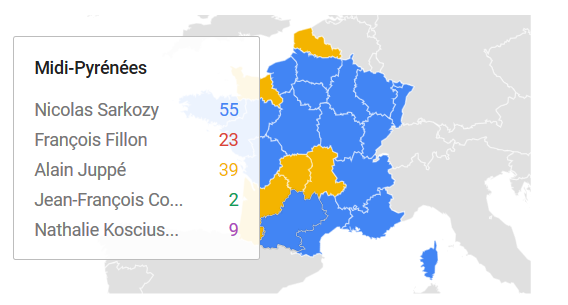 Midi-Pyrénées
Nicolas Sarkozy 55
François Fillon 23
Alain Juppé 39
Jean-François Co... 2
Nathalie Koscius... 9